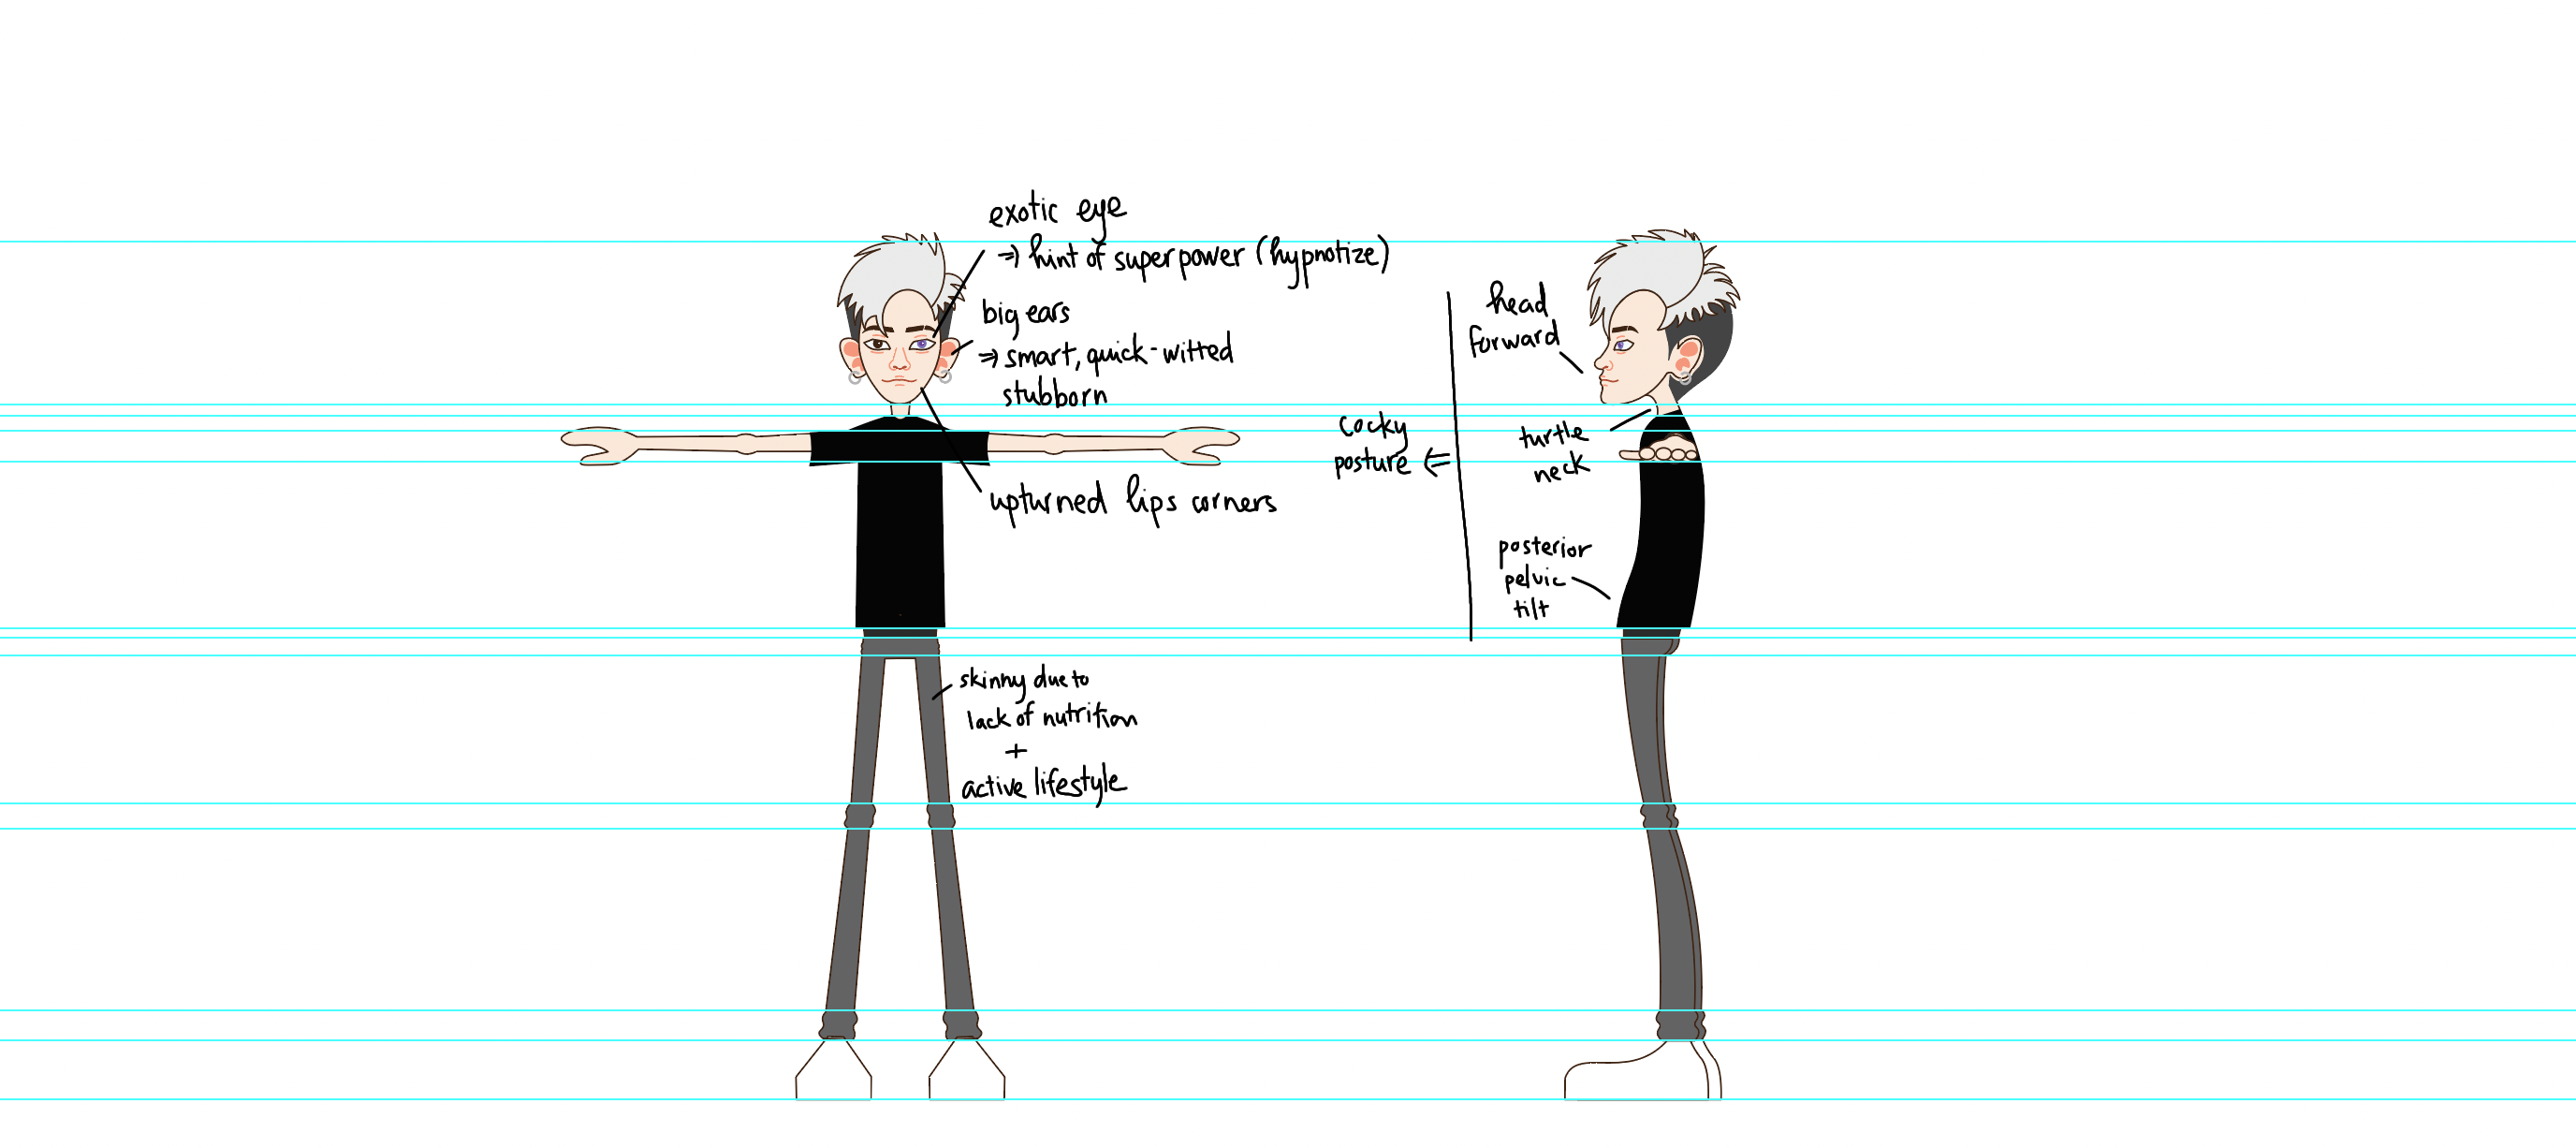 exotic eye
⇒ hint of superpower (hypnotize)
big ears
⇒ smart, quick-witted
stubborn
upturned lips corners
skinny due to
lack of nutrition
+
active lifestyle
cocky
posture ⇐
head
forward
turtle
neck
posterior
pelvic
tilt